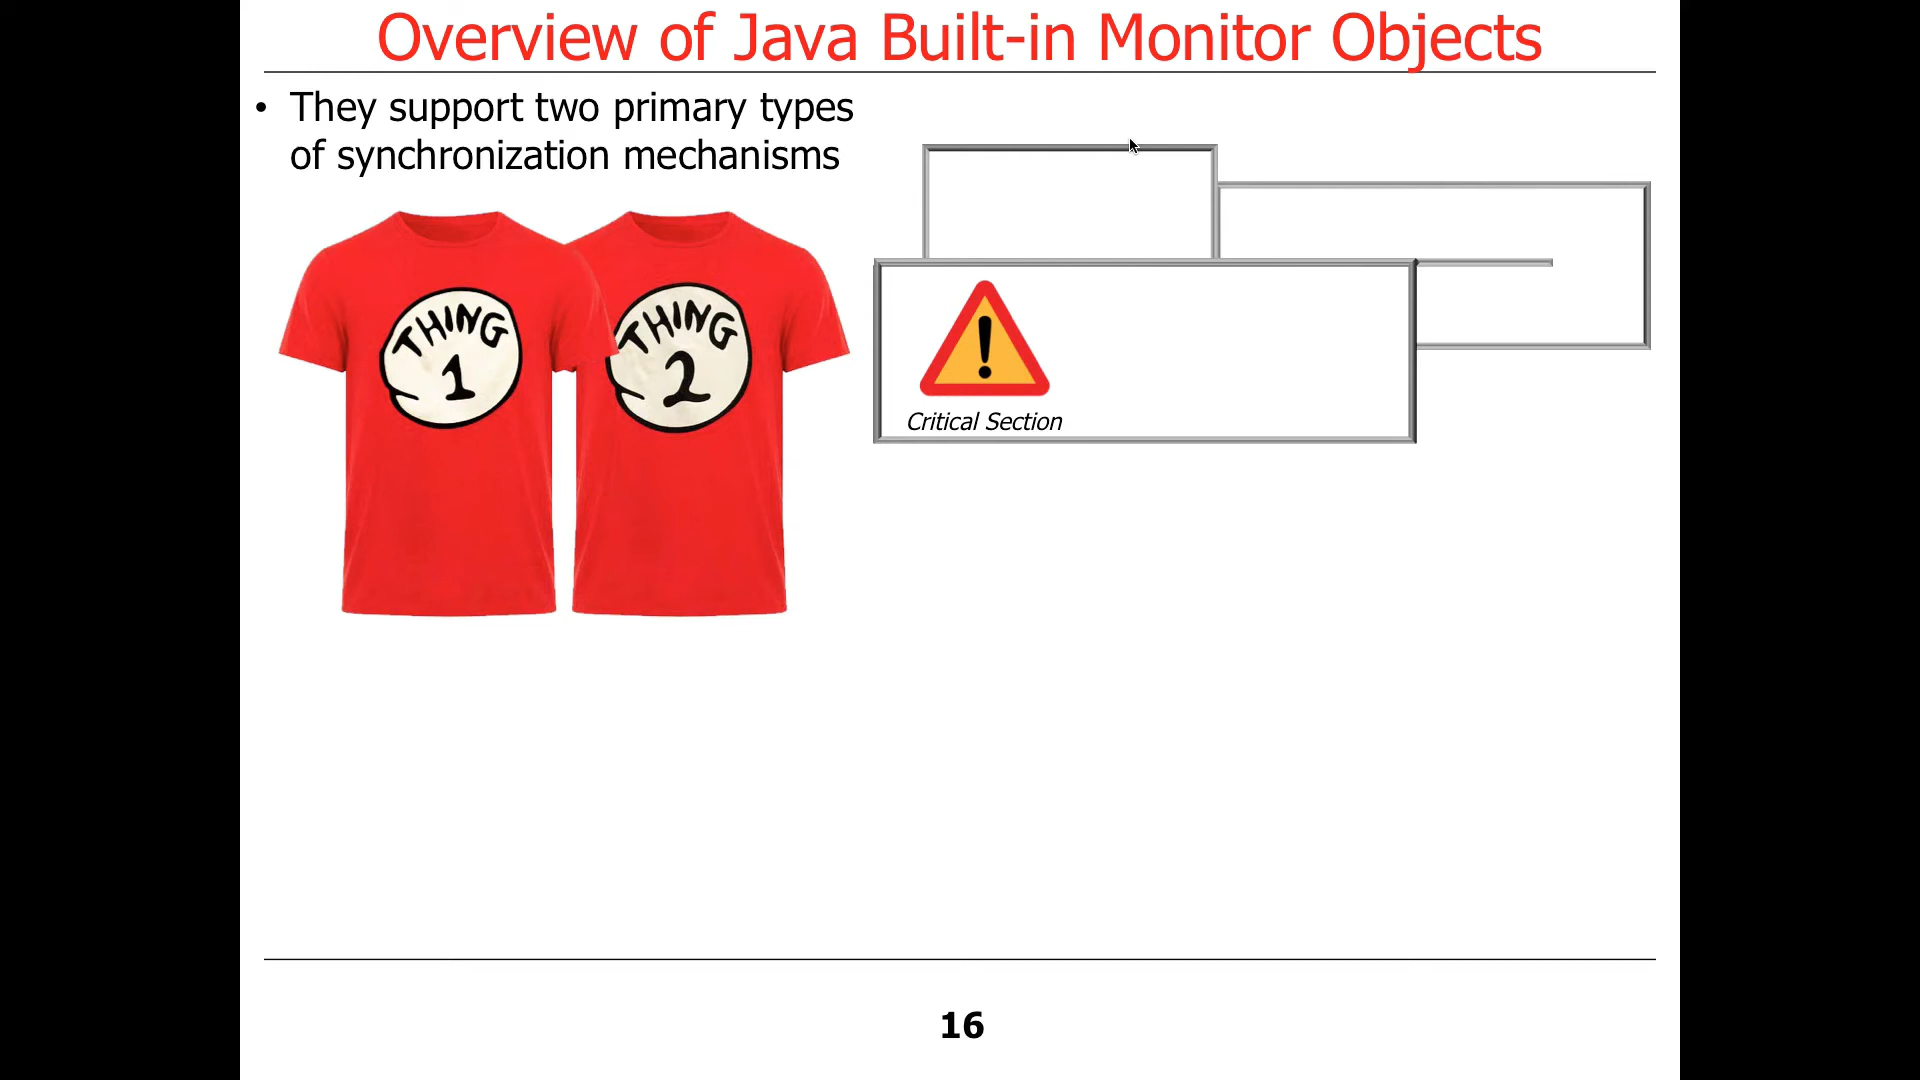 Overview of Java Built-in Monitor Objects
• They support two primary types
of synchronization mechanisms
THING
1
THING
2
!
Critical Section
16